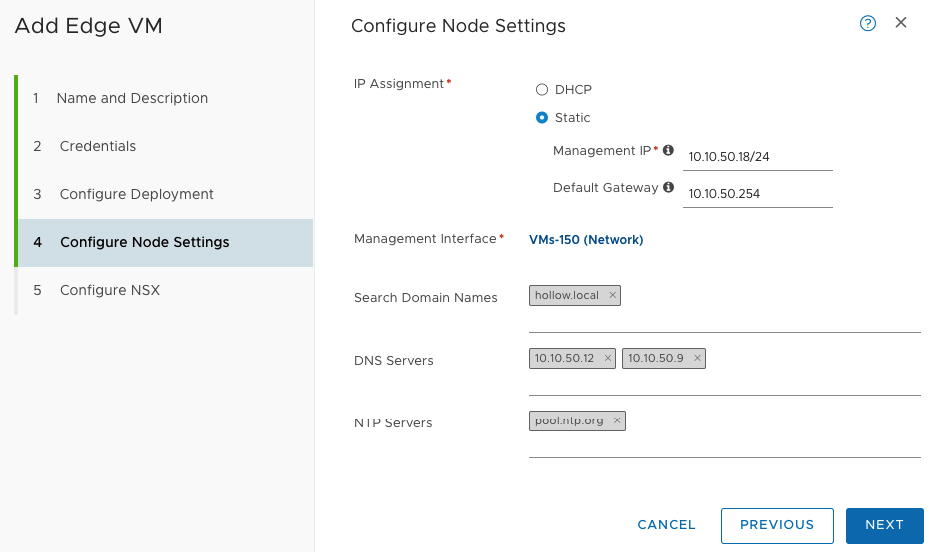 Add Edge VM
1 Name and Description
2 Credentials
3 Configure Deployment
4 Configure Node Settings
5 Configure NSX
Configure Node Settings
IP Assignment*
DHCP
Static
Management IP*
10.10.50.18/24
Default Gateway
10.10.50.254
Management Interface*
VMs-150 (Network)
Search Domain Names
hollow.local ×
DNS Servers
10.10.50.12 × 10.10.50.9 ×
NTP Servers
pool.ntp.org ×
CANCEL PREVIOUS NEXT